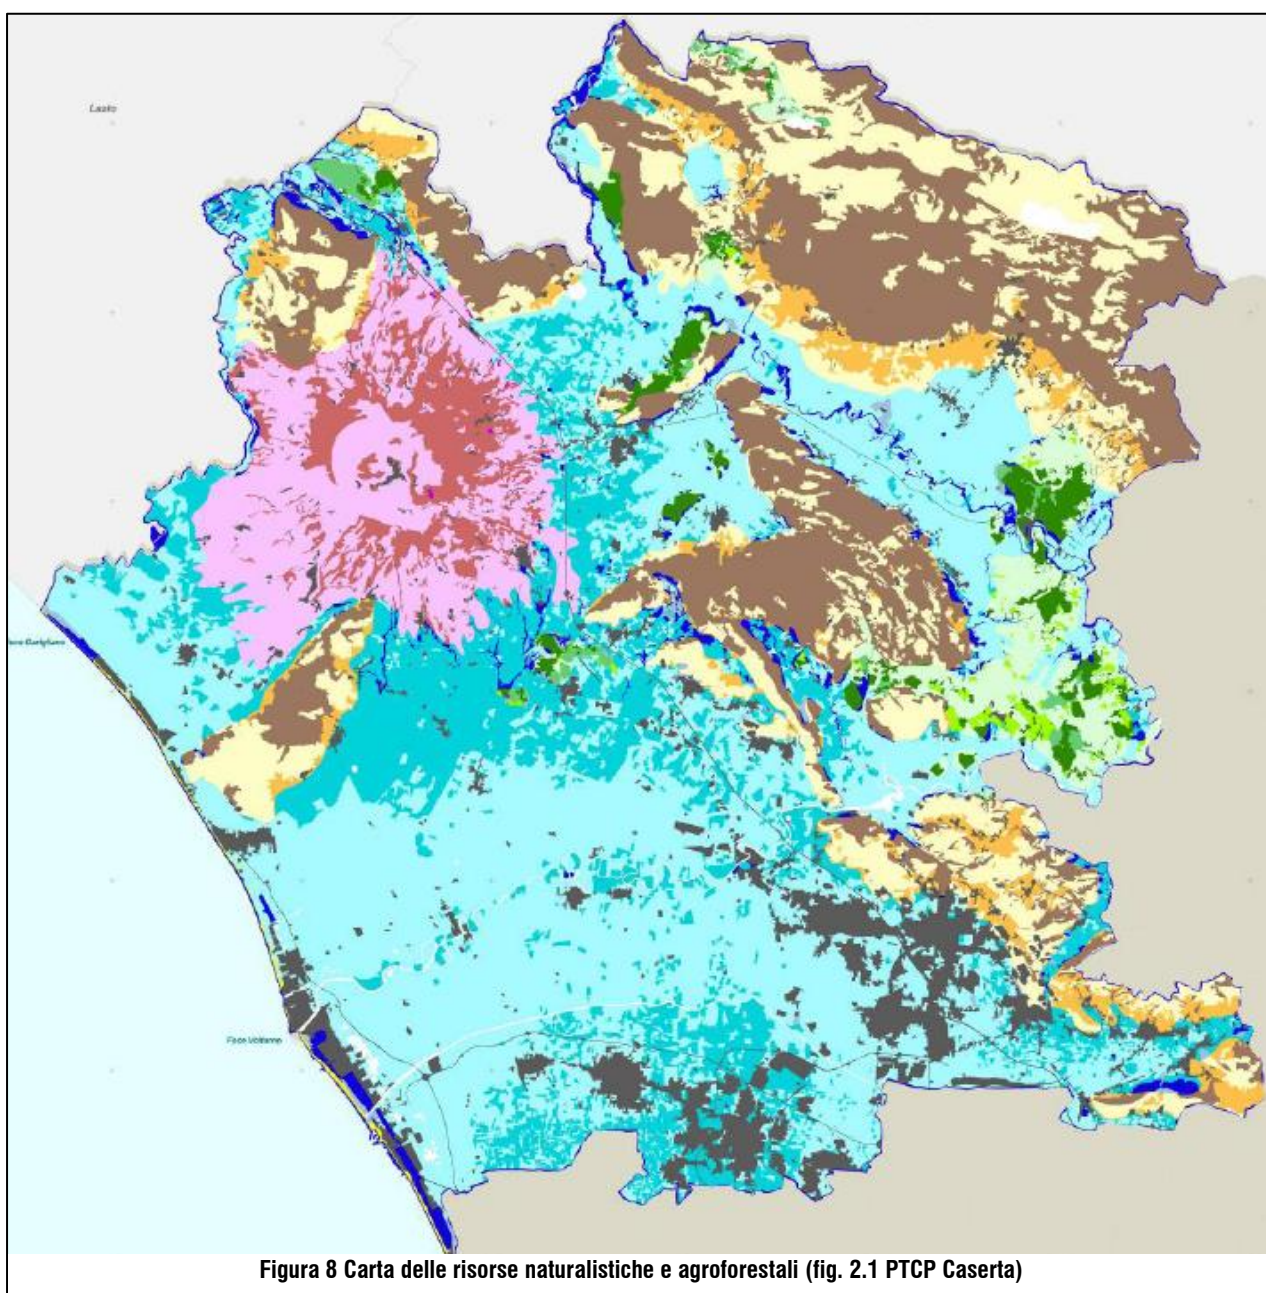 Lazio
Foce Garigliano
Foce Volturno
Figura 8 Carta delle risorse naturalistiche e agroforestali (fig. 2.1 PTCP Caserta)